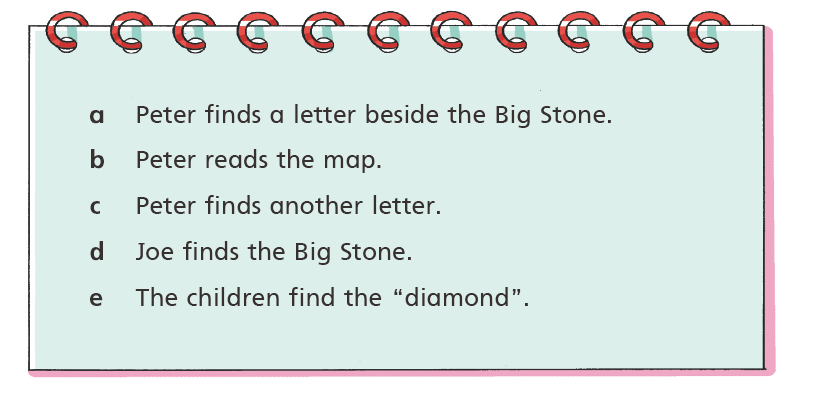 a Peter finds a letter beside the Big Stone.
b Peter reads the map.
c Peter finds another letter.
d Joe finds the Big Stone.
e The children find the “diamond”.